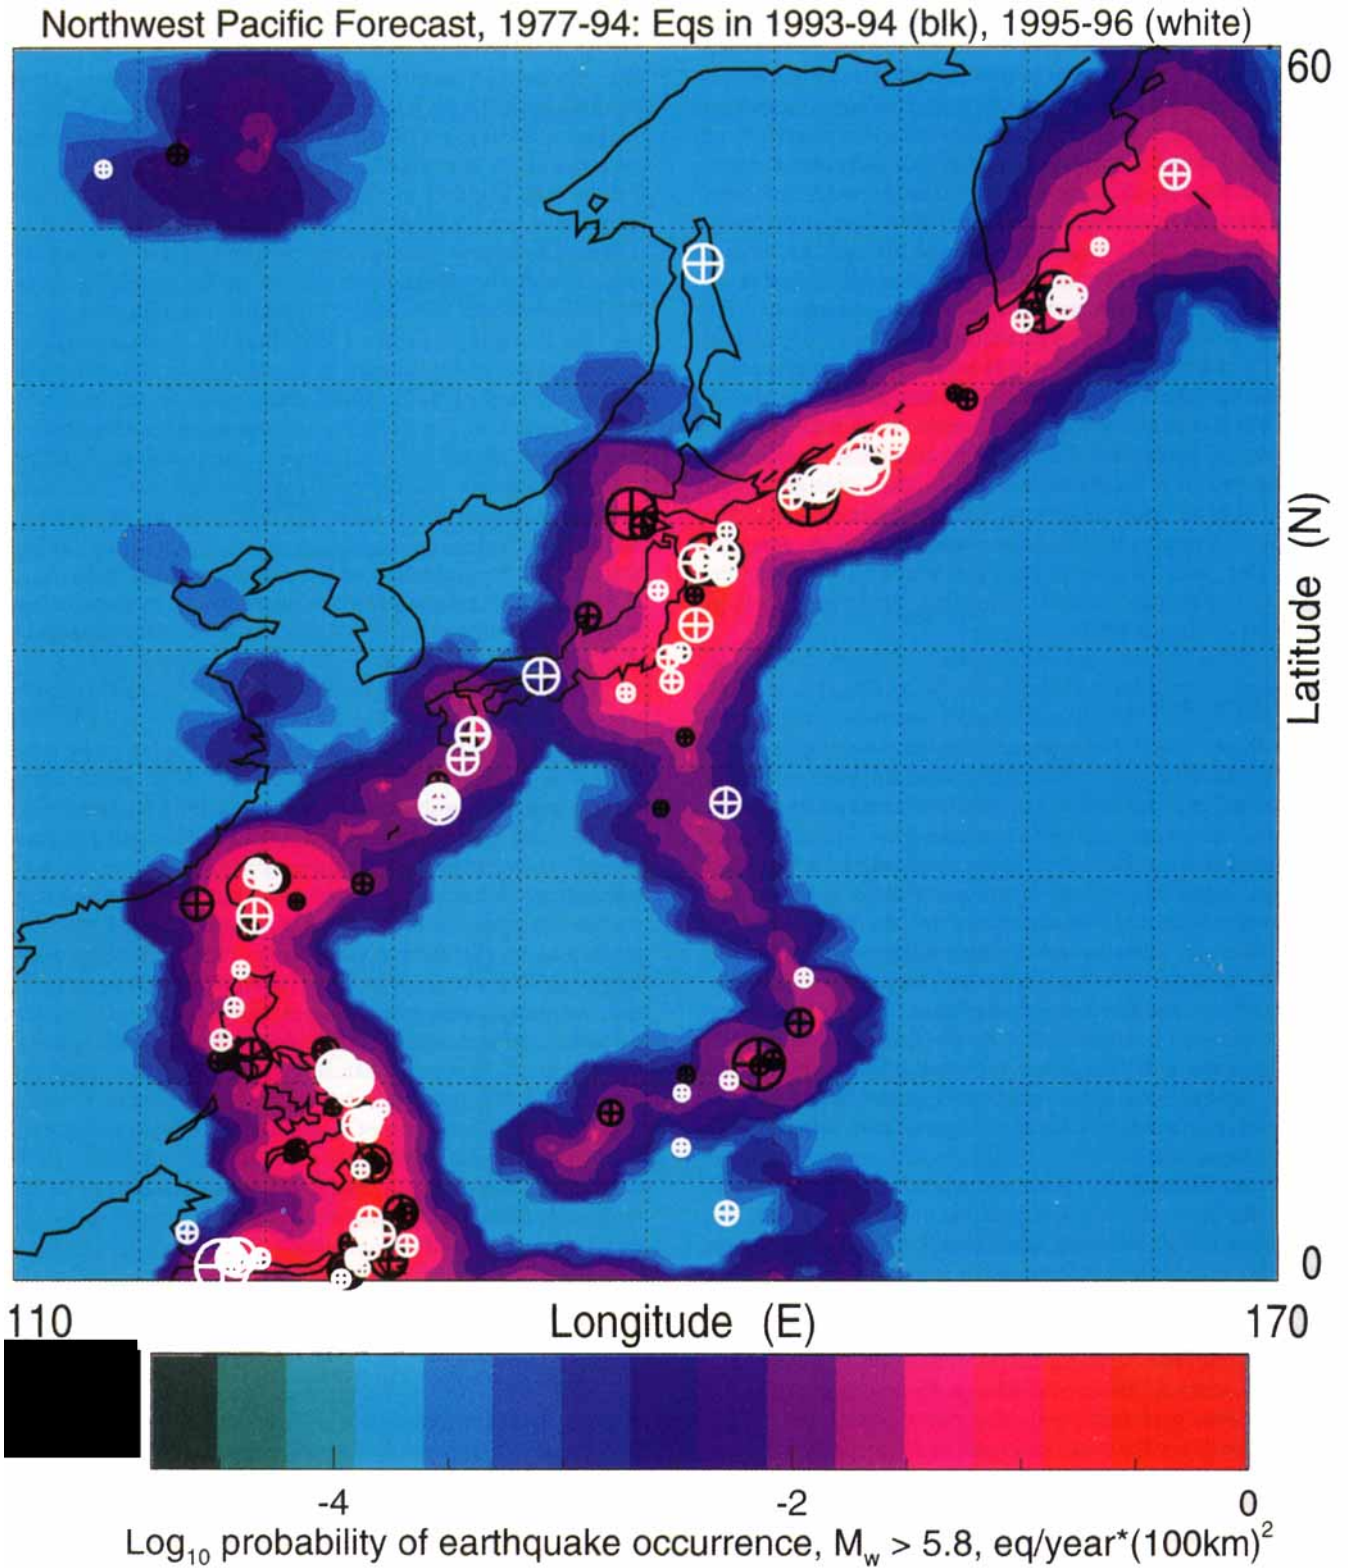 Northwest Pacific Forecast, 1977-94: Eqs in 1993-94 (blk), 1995-96 (white)
60
Latitude (N)
0
110 Longitude (E) 170
-4 -2 0
Log₁₀ probability of earthquake occurrence, M_w > 5.8, eq/year*(100km)²